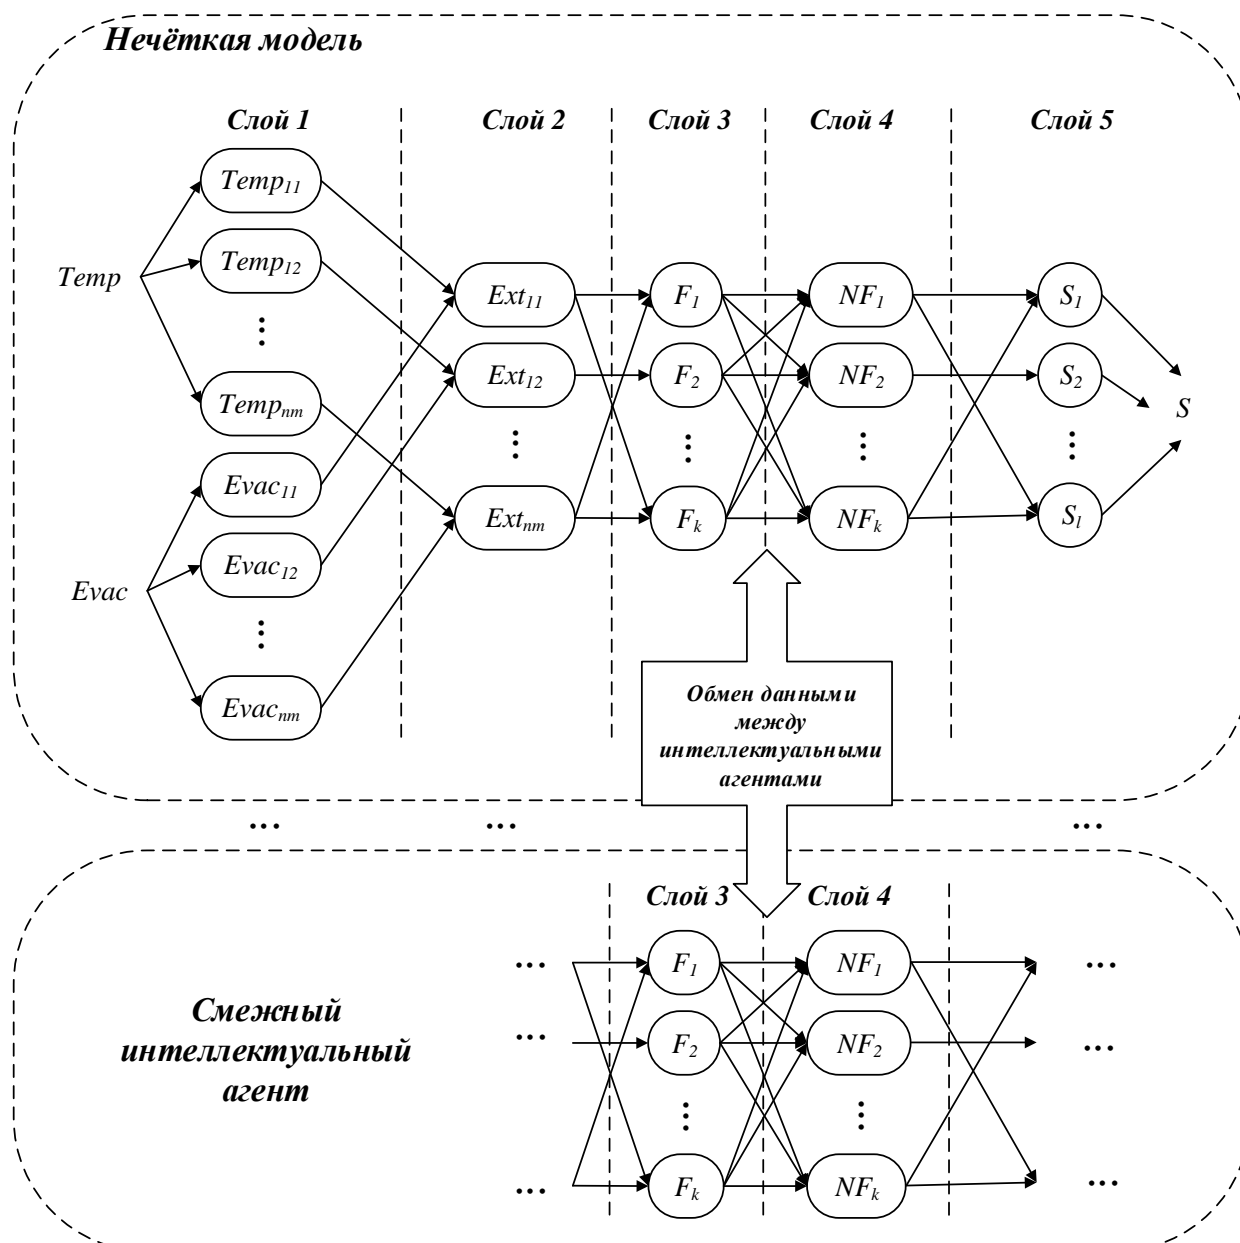 Нечёткая модель
Слой 1 Слой 2 Слой 3 Слой 4 Слой 5
Temp
Temp11
Temp12
⋮
Tempnm
Evac
Evac11
Evac12
⋮
Evacnm
Ext11
Ext12
⋮
Extnm
F1
F2
⋮
Fk
NF1
NF2
⋮
NFk
S1
S2
⋮
Sl
S
Обмен данными
между
интеллектуальными
агентами
... ... ...
Слой 3 Слой 4
Смежный
интеллектуальный
агент
...
...
...
F1
F2
⋮
Fk
NF1
NF2
⋮
NFk
...
...
...